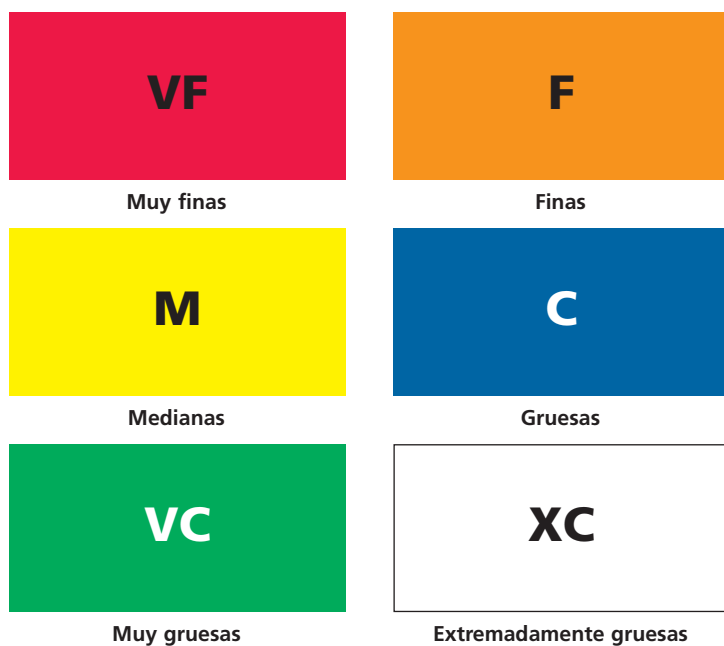 VF
F
Muy finas
Finas
M
C
Medianas
Gruesas
VC
XC
Muy gruesas
Extremadamente gruesas